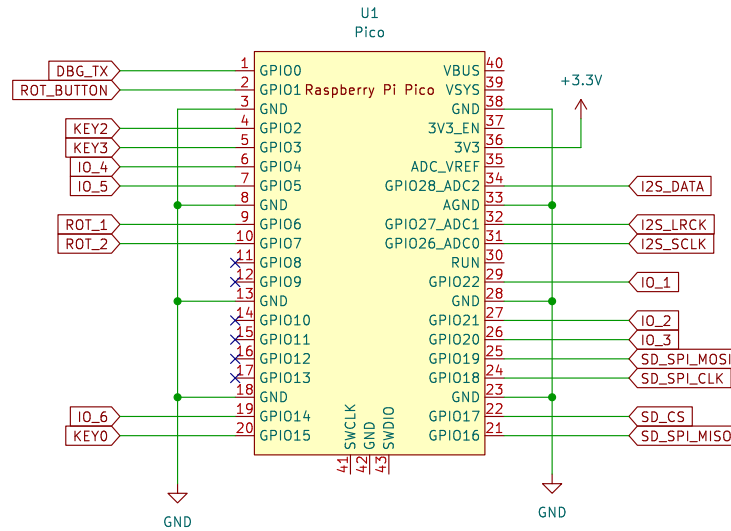 U1
Pico
Raspberry Pi Pico
DBG_TX 1 GPIO0
ROT_BUTTON 2 GPIO1
3 GND
KEY2 4 GPIO2
KEY3 5 GPIO3
IO_4 6 GPIO4
IO_5 7 GPIO5
8 GND
ROT_1 9 GPIO6
ROT_2 10 GPIO7
11 GPIO8
12 GPIO9
13 GND
14 GPIO10
15 GPIO11
16 GPIO12
17 GPIO13
18 GND
IO_6 19 GPIO14
KEY0 20 GPIO15
GND
SWCLK 41
GND 42
SWDIO 43
VBUS 40
VSYS 39
GND 38
3V3_EN 37
3V3 36
+3.3V
ADC_VREF 35
GPIO28_ADC2 34 I2S_DATA
AGND 33
GPIO27_ADC1 32 I2S_LRCK
GPIO26_ADC0 31 I2S_SCLK
RUN 30
GPIO22 29 IO_1
GND 28
GPIO21 27 IO_2
GPIO20 26 IO_3
GPIO19 25 SD_SPI_MOSI
GPIO18 24 SD_SPI_CLK
GND 23
GPIO17 22 SD_CS
GPIO16 21 SD_SPI_MISO
GND